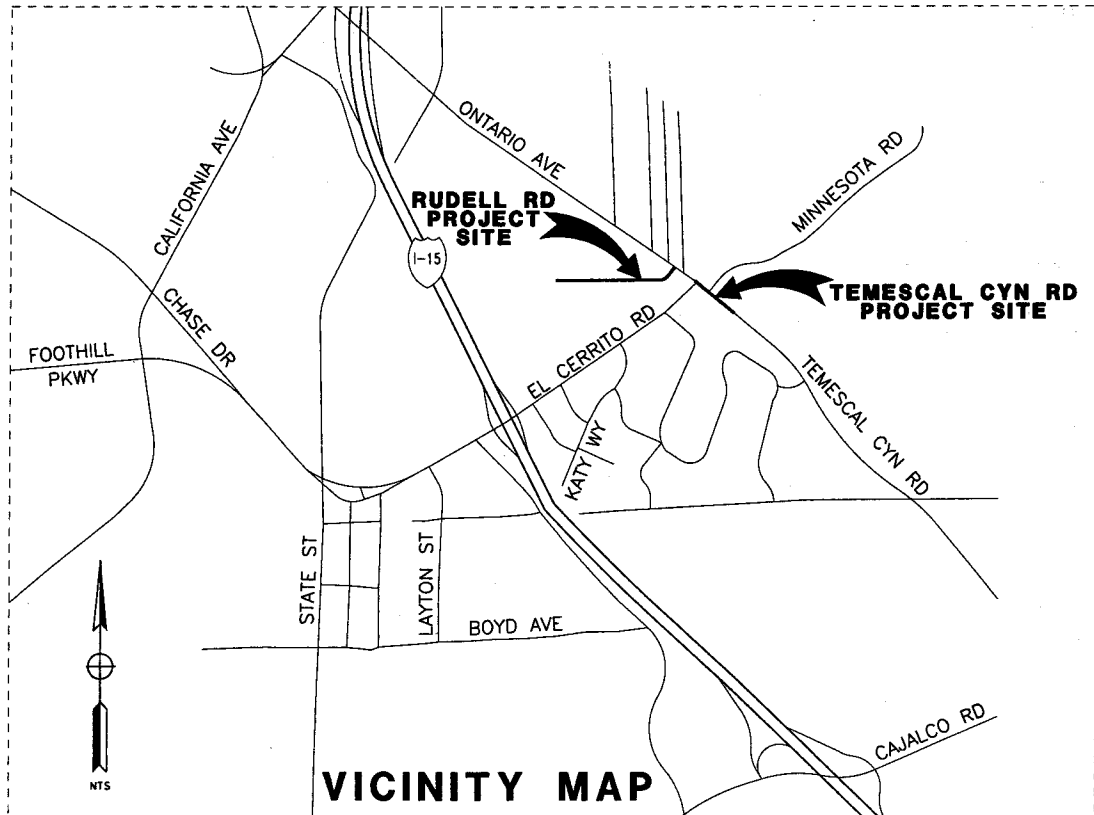 ONTARIO AVE
CALIFORNIA AVE
MINNESOTA RD
RUDELL RD
PROJECT
SITE
I-15
TEMESCAL CYN RD
PROJECT SITE
CHASE DR
FOOTHILL
PKWY
EL CERRITO RD
TEMESCAL CYN RD
KATY WY
STATE ST
LAYTON ST
BOYD AVE
CAJALCO RD
NTS
VICINITY MAP